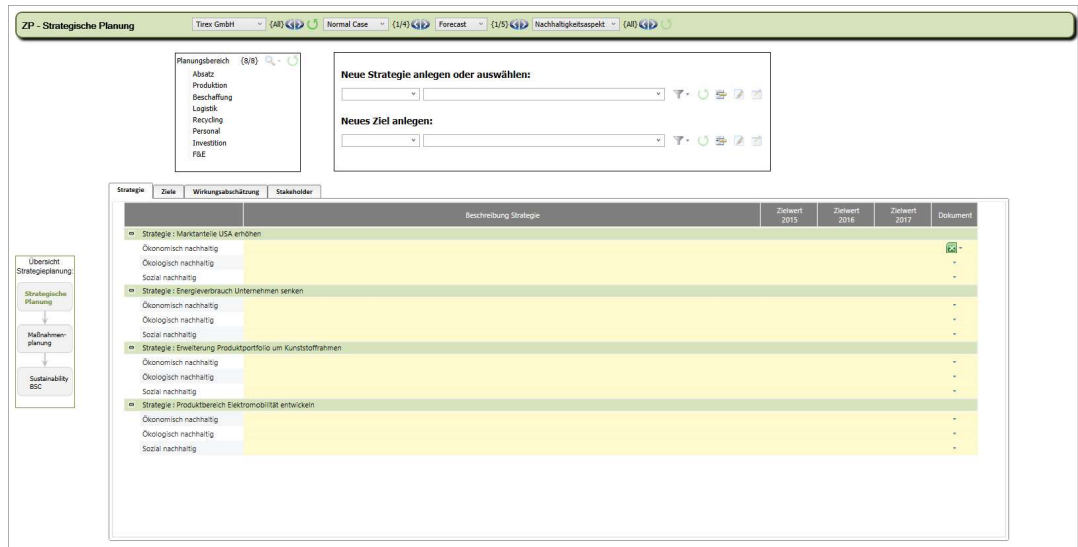 ZP - Strategische Planung Tirex GmbH {All} Normal Case {1/4} Forecast {1/5} Nachhaltigkeitsaspekt {All}
Planungsbereich {8/8}
Absatz
Produktion
Beschaffung
Logistik
Recycling
Personal
Investition
F&E
Neue Strategie anlegen oder auswählen:
Neues Ziel anlegen:
Strategie Ziele Wirkungsabschätzung Stakeholder
Beschreibung Strategie Zielwert 2015 Zielwert 2016 Zielwert 2017 Dokument
Strategie : Marktanteile USA erhöhen
Ökonomisch nachhaltig
Ökologisch nachhaltig
Sozial nachhaltig
Strategie : Energieverbrauch Unternehmen senken
Ökonomisch nachhaltig
Ökologisch nachhaltig
Sozial nachhaltig
Strategie : Erweiterung Produktportfolio um Kunststoffrahmen
Ökonomisch nachhaltig
Ökologisch nachhaltig
Sozial nachhaltig
Strategie : Produktbereich Elektromobilität entwickeln
Ökonomisch nachhaltig
Ökologisch nachhaltig
Sozial nachhaltig
Übersicht
Strategieplanung:
Strategische
Planung
Maßnahmen-
planung
Sustainability
BSC